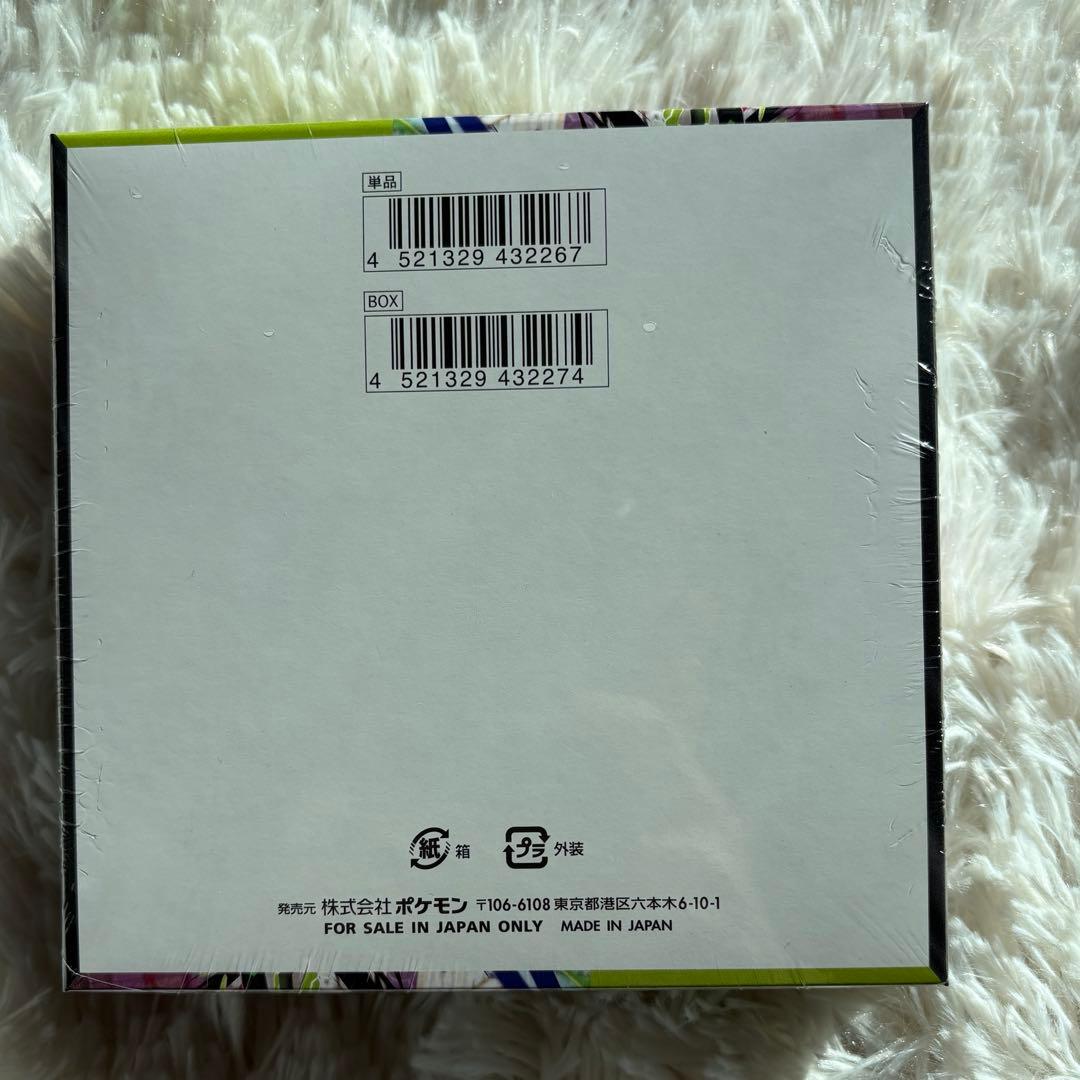 単品
4 521329 432267
BOX
4 521329 432274
紙 箱 プラ 外装
発売元 株式会社ポケモン 〒106-6108 東京都港区六本木6-10-1
FOR SALE IN JAPAN ONLY MADE IN JAPAN